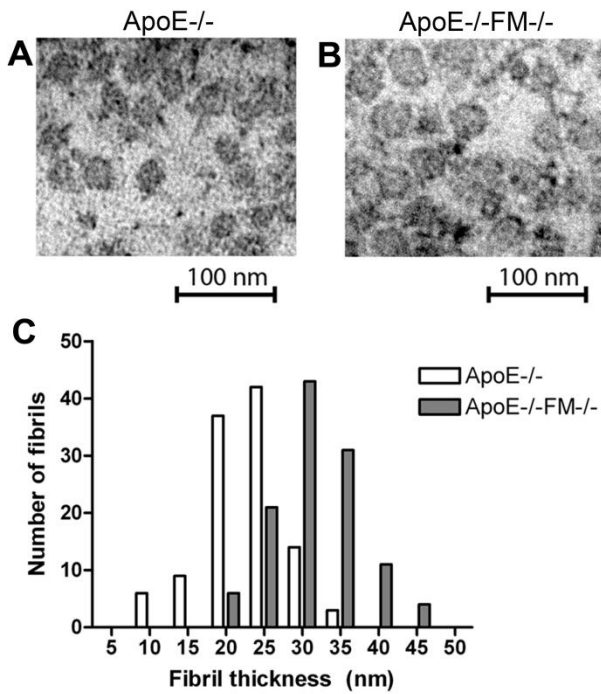 ApoE-/-
ApoE-/-FM-/-
A
B
100 nm
100 nm
C
50
40
30
20
10
0
Number of fibrils
ApoE-/-
ApoE-/-FM-/-
5 10 15 20 25 30 35 40 45 50
Fibril thickness (nm)